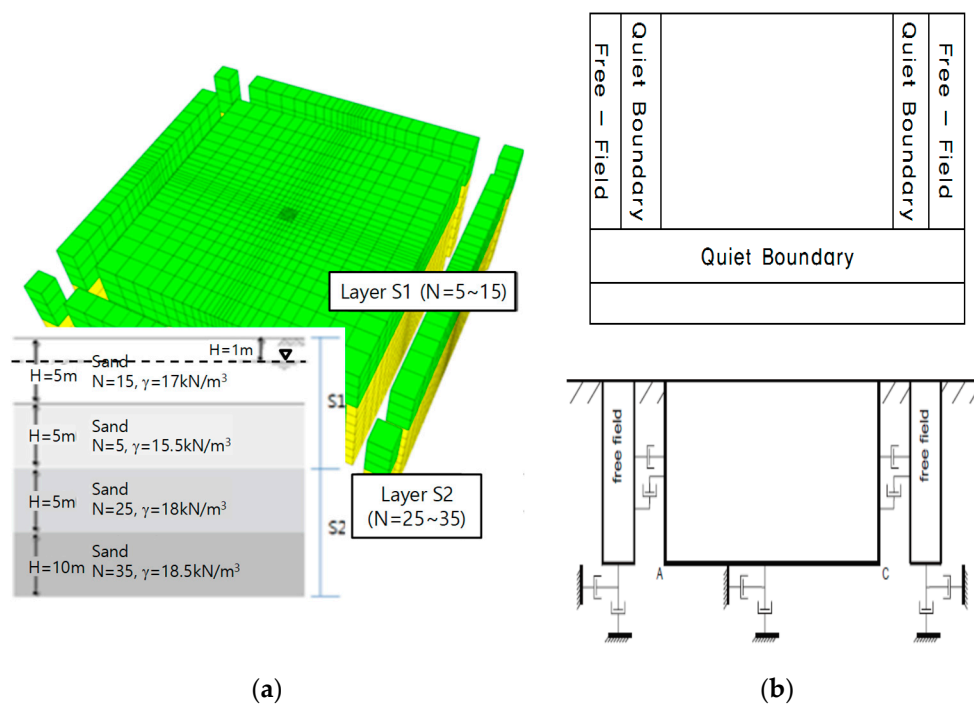 Layer S1 (N=5~15)
H=1m
H=5m
Sand
N=15, γ=17kN/m³
S1
H=5m
Sand
N=5, γ=15.5kN/m³
H=5m
Sand
N=25, γ=18kN/m³
S2
H=10m
Sand
N=35, γ=18.5kN/m³
Layer S2
(N=25~35)
(a)
Free – Field
Quiet Boundary
Quiet Boundary
Free – Field
Quiet Boundary
free field
free field
A
C
(b)